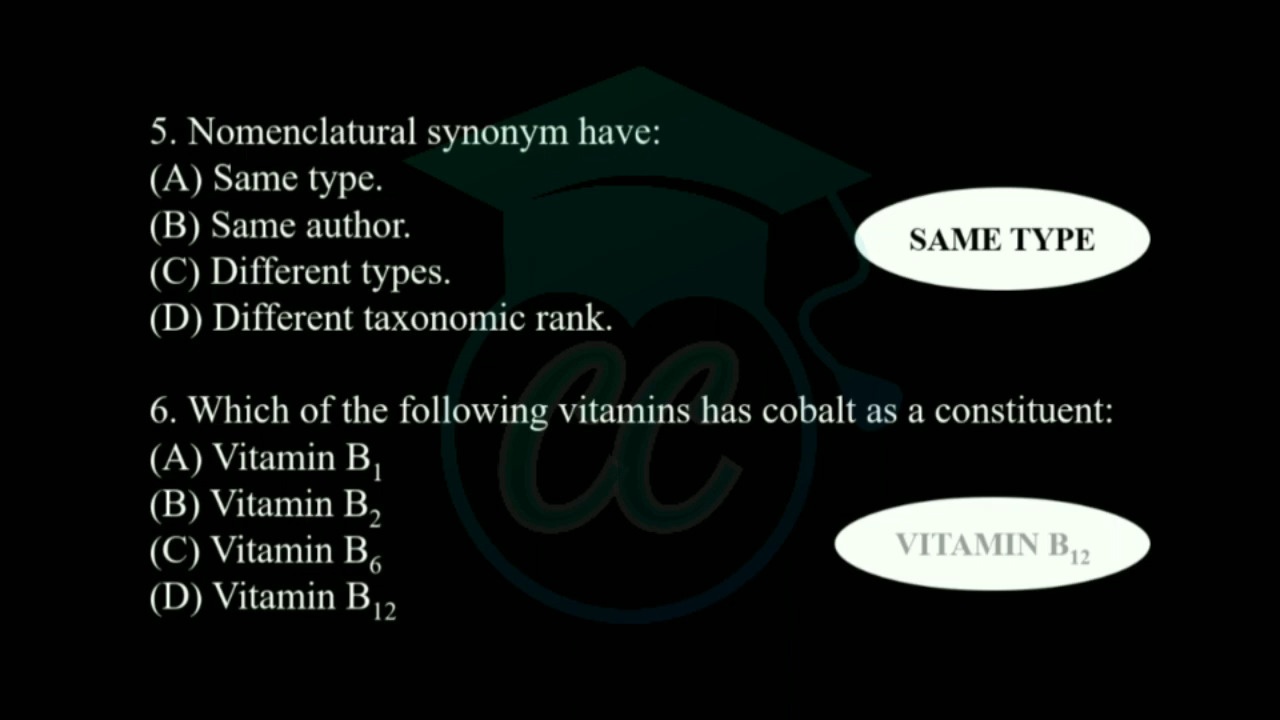 5. Nomenclatural synonym have:
(A) Same type.
(B) Same author.
(C) Different types.
(D) Different taxonomic rank.
SAME TYPE
6. Which of the following vitamins has cobalt as a constituent:
(A) Vitamin B₁
(B) Vitamin B₂
(C) Vitamin B₆
(D) Vitamin B₁₂
VITAMIN B₁₂
CC